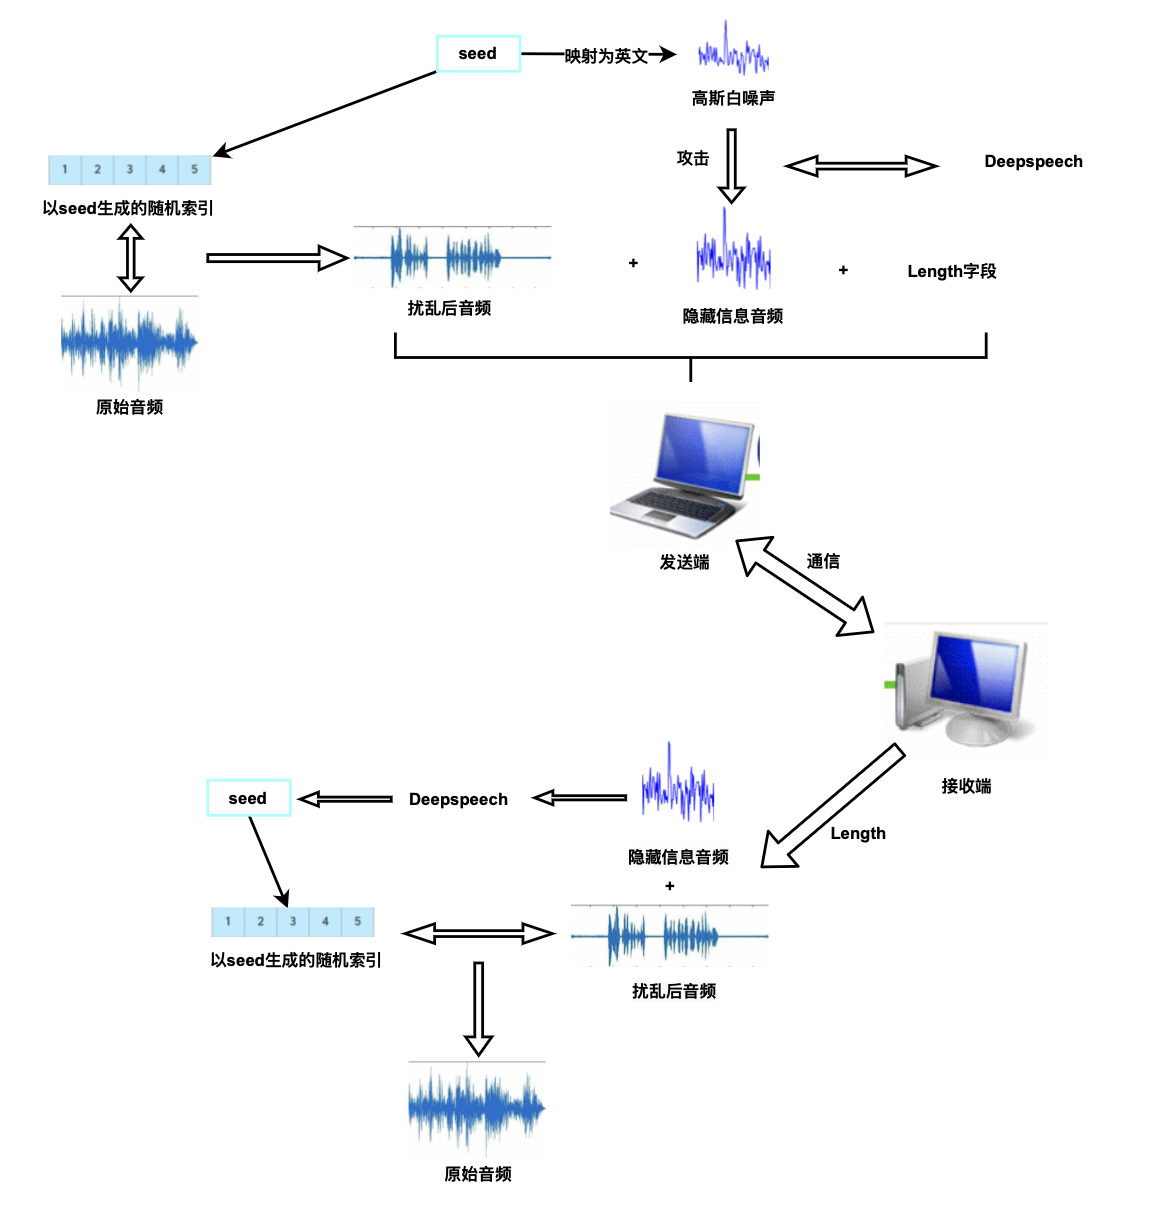 seed
映射为英文
高斯白噪声
攻击
Deepspeech
1 2 3 4 5
以seed生成的随机索引
+
+
Length字段
扰乱后音频
隐藏信息音频
原始音频
发送端
通信
接收端
Length
seed
Deepspeech
隐藏信息音频
+
1 2 3 4 5
以seed生成的随机索引
扰乱后音频
原始音频